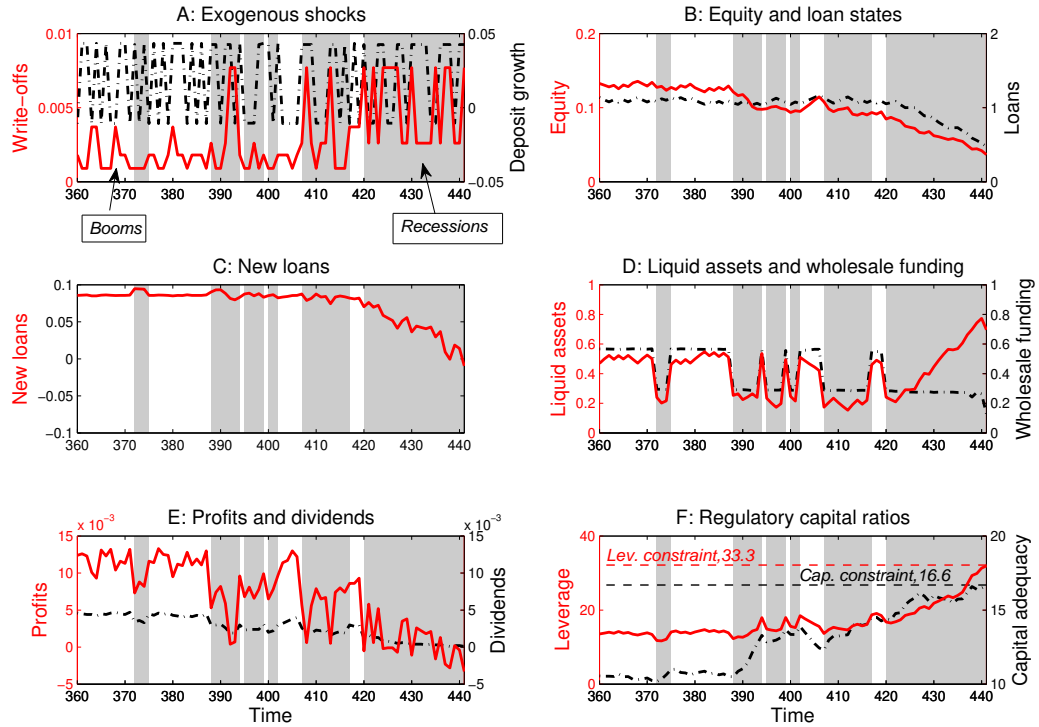 A: Exogenous shocks
0.01
0.005
0
Write-offs
0.05
0
−0.05
Deposit growth
360 370 380 390 400 410 420 430 440
Booms
Recessions
B: Equity and loan states
0.2
0.1
0
Equity
2
1
0
Loans
360 370 380 390 400 410 420 430 440
C: New loans
0.1
0.05
0
−0.05
−0.1
New loans
360 370 380 390 400 410 420 430 440
D: Liquid assets and wholesale funding
1
0.8
0.6
0.4
0.2
0
Liquid assets
1
0.8
0.6
0.4
0.2
0
Wholesale funding
360 370 380 390 400 410 420 430 440
E: Profits and dividends
x 10⁻³
15
10
5
0
−5
Profits
x 10⁻³
15
10
5
0
−5
Dividends
360 370 380 390 400 410 420 430 440
Time
F: Regulatory capital ratios
40
20
0
Leverage
Lev. constraint,33.3
Cap. constraint,16.6
20
15
10
Capital adequacy
360 370 380 390 400 410 420 430 440
Time